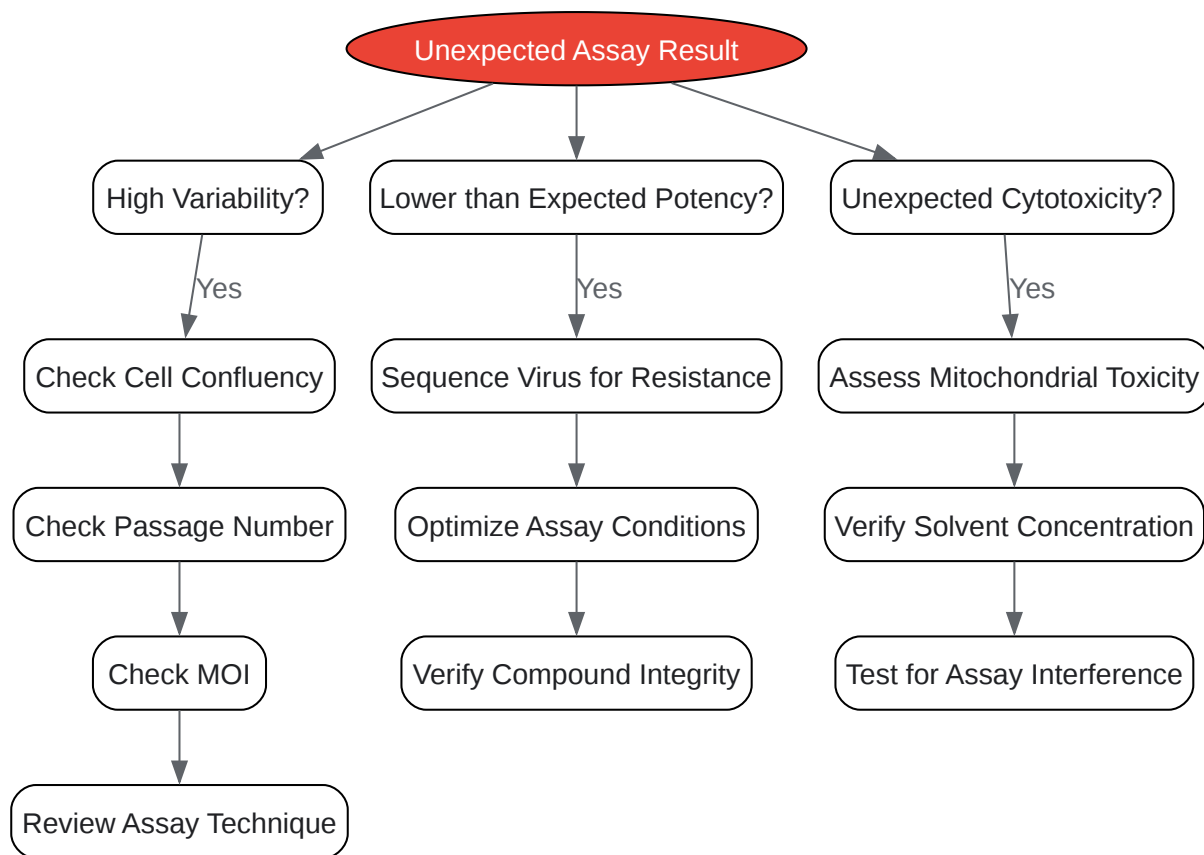 Unexpected Assay Result
High Variability?
Lower than Expected Potency?
Unexpected Cytotoxicity?
Yes
Yes
Yes
Check Cell Confluency
Sequence Virus for Resistance
Assess Mitochondrial Toxicity
Check Passage Number
Optimize Assay Conditions
Verify Solvent Concentration
Check MOI
Verify Compound Integrity
Test for Assay Interference
Review Assay Technique